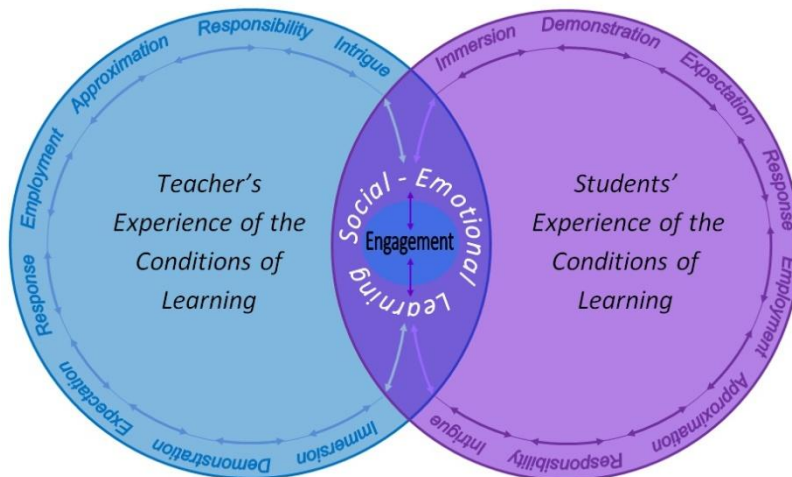 Intrigue
Responsibility
Approximation
Employment
Response
Expectation
Demonstration
Immersion
Teacher's
Experience of the
Conditions of
Learning
Social - Emotional
Engagement
Learning
Immersion
Demonstration
Expectation
Response
Employment
Approximation
Responsibility
Intrigue
Students'
Experience of the
Conditions of
Learning